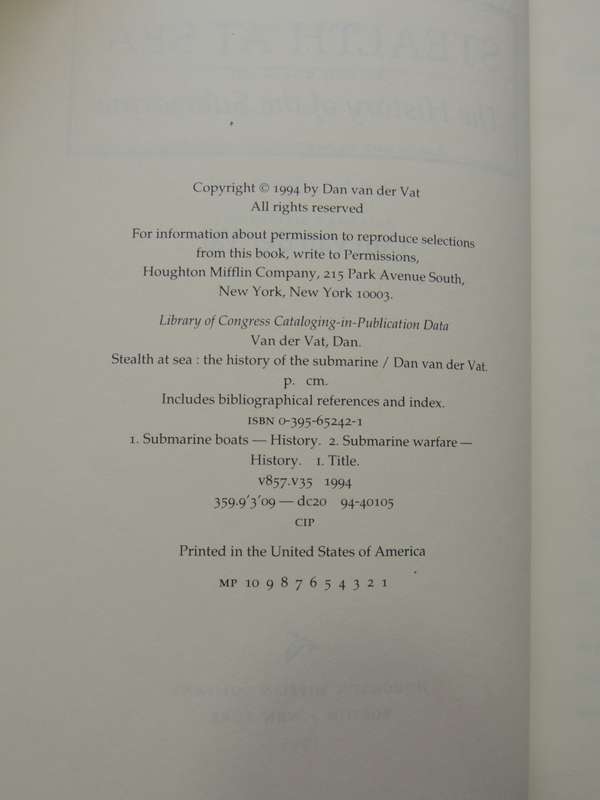 Copyright © 1994 by Dan van der Vat
All rights reserved
For information about permission to reproduce selections
from this book, write to Permissions,
Houghton Mifflin Company, 215 Park Avenue South,
New York, New York 10003.
Library of Congress Cataloging-in-Publication Data
Van der Vat, Dan.
Stealth at sea : the history of the submarine / Dan van der Vat.
p. cm.
Includes bibliographical references and index.
ISBN 0-395-65242-1
1. Submarine boats — History. 2. Submarine warfare —
History. I. Title.
V857.V35 1994
359.9'3'09 — dc20 94-40105
CIP
Printed in the United States of America
MP 10 9 8 7 6 5 4 3 2 1